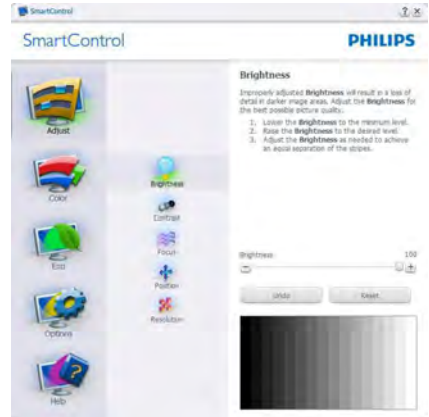 SmartControl
? ×
SmartControl
PHILIPS
Adjust
Color
Eco
Options
Help
Brightness
Contrast
Focus
Position
Resolution
Brightness
Improperly adjusted Brightness will result in a loss of
detail in darker image areas. Adjust the Brightness for
the best possible picture quality.
1. Lower the Brightness to the minimum level.
2. Raise the Brightness to the desired level.
3. Adjust the Brightness as needed to achieve
an equal separation of the stripes.
Brightness 100
Undo Reset